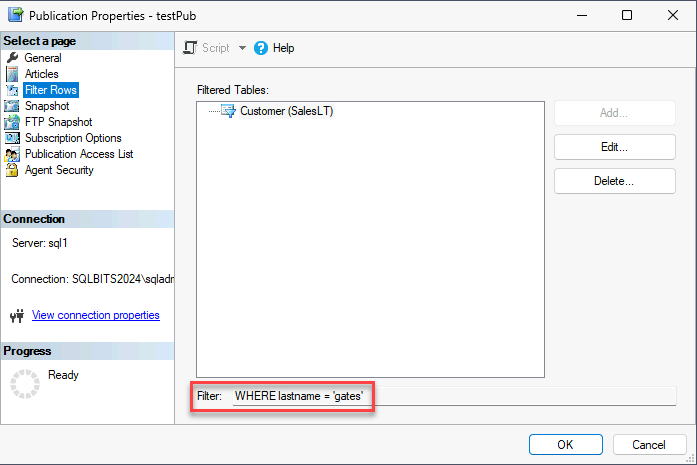 Publication Properties - testPub
Select a page
General
Articles
Filter Rows
Snapshot
FTP Snapshot
Subscription Options
Publication Access List
Agent Security
Connection
Server: sql1
Connection: SQLBITS2024\sqladr
View connection properties
Progress
Ready
Script
Help
Filtered Tables:
Customer (SalesLT)
Add...
Edit...
Delete...
Filter: WHERE lastname = 'gates'
OK
Cancel